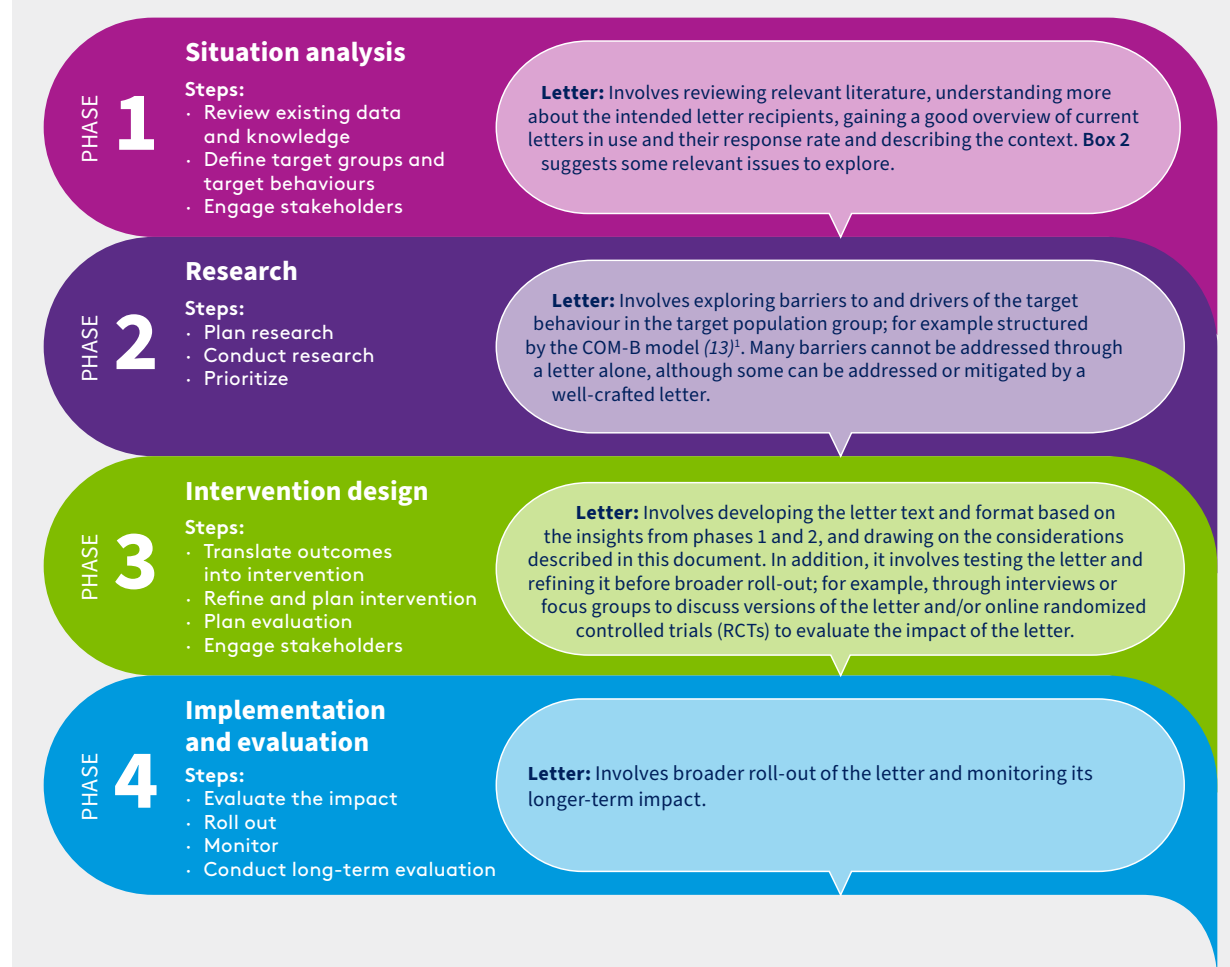 PHASE
1
Situation analysis
Steps:
· Review existing data
and knowledge
· Define target groups and
target behaviours
· Engage stakeholders
Letter: Involves reviewing relevant literature, understanding more
about the intended letter recipients, gaining a good overview of current
letters in use and their response rate and describing the context. Box 2
suggests some relevant issues to explore.
PHASE
2
Research
Steps:
· Plan research
· Conduct research
· Prioritize
Letter: Involves exploring barriers to and drivers of the target
behaviour in the target population group; for example structured
by the COM-B model (13)¹. Many barriers cannot be addressed through
a letter alone, although some can be addressed or mitigated by a
well-crafted letter.
PHASE
3
Intervention design
Steps:
· Translate outcomes
into intervention
· Refine and plan intervention
· Plan evaluation
· Engage stakeholders
Letter: Involves developing the letter text and format based on
the insights from phases 1 and 2, and drawing on the considerations
described in this document. In addition, it involves testing the letter and
refining it before broader roll-out; for example, through interviews or
focus groups to discuss versions of the letter and/or online randomized
controlled trials (RCTs) to evaluate the impact of the letter.
PHASE
4
Implementation
and evaluation
Steps:
· Evaluate the impact
· Roll out
· Monitor
· Conduct long-term evaluation
Letter: Involves broader roll-out of the letter and monitoring its
longer-term impact.